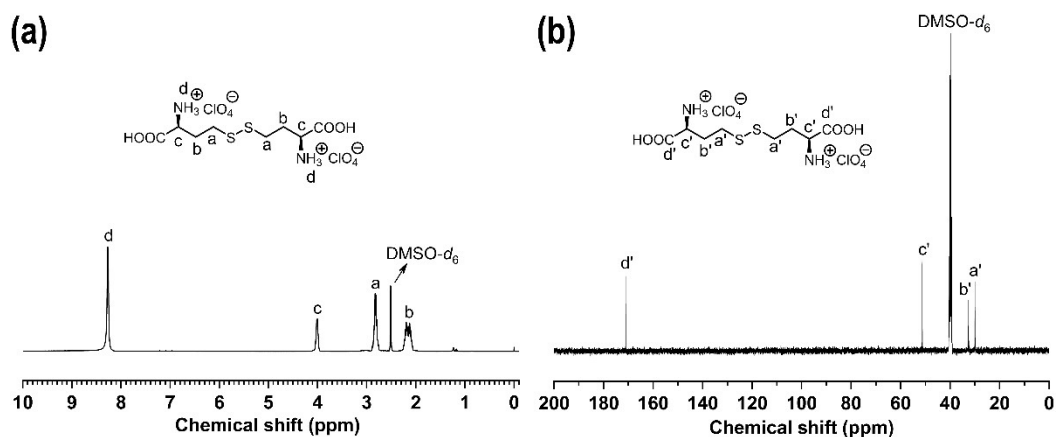 (a)
d
NH₃⊕ ClO₄⊖
HOOC c b a S S a b c COOH
NH₃⊕ ClO₄⊖
d
d
c
a
DMSO-d₆
b
10 9 8 7 6 5 4 3 2 1 0
Chemical shift (ppm)
(b)
DMSO-d₆
NH₃⊕ ClO₄⊖
HOOC d' c' b' a' S S a' b' c' d' COOH
NH₃⊕ ClO₄⊖
d'
c'
b'
a'
200 180 160 140 120 100 80 60 40 20 0
Chemical shift (ppm)